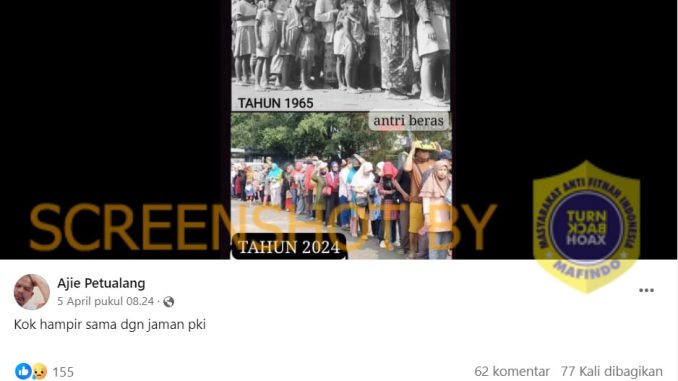 TAHUN 1965
antri beras
TAHUN 2024
SCREENSHOT BY
MASYARAKAT ANTI FITNAH INDONESIA
TURN
BACK
HOAX
MAFINDO
Ajie Petualang
5 April pukul 08.24 ·
Kok hampir sama dgn jaman pki
155
62 komentar
77 Kali dibagikan